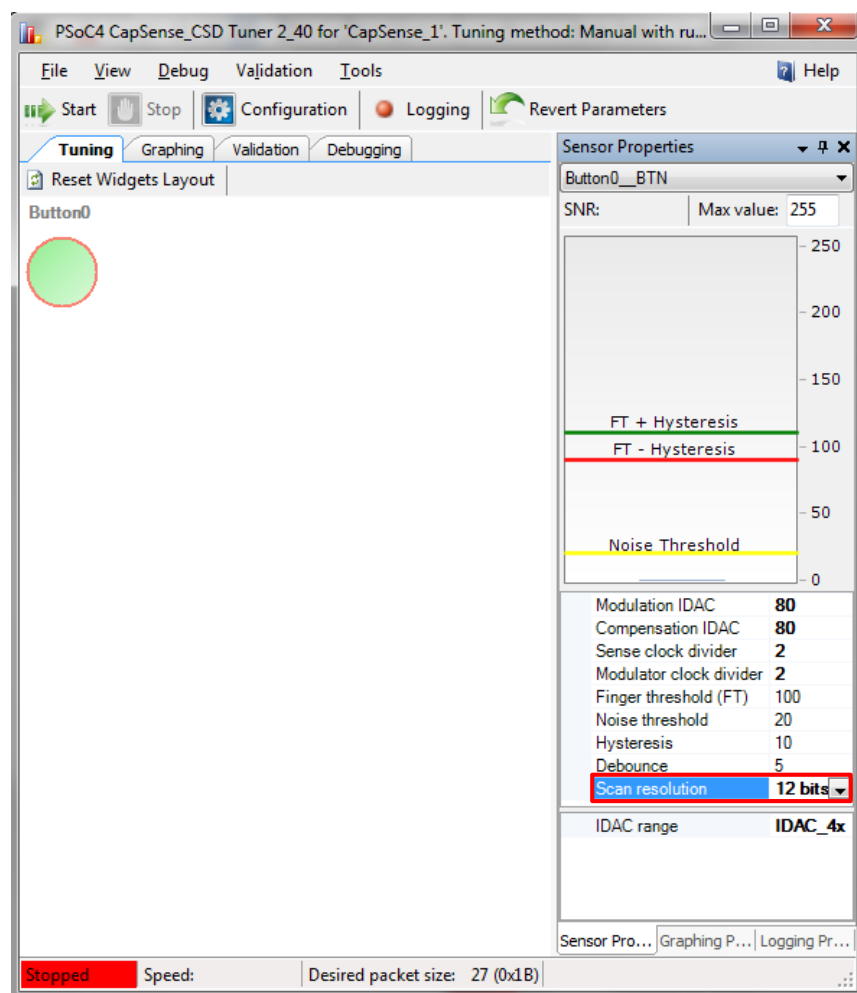 PSoC4 CapSense_CSD Tuner 2_40 for 'CapSense_1'. Tuning method: Manual with ru...
File View Debug Validation Tools Help
Start Stop Configuration Logging Revert Parameters
Tuning Graphing Validation Debugging
Reset Widgets Layout
Button0
Sensor Properties
Button0__BTN
SNR: Max value: 255
250
200
150
FT + Hysteresis
FT - Hysteresis
100
50
Noise Threshold
0
Modulation IDAC 80
Compensation IDAC 80
Sense clock divider 2
Modulator clock divider 2
Finger threshold (FT) 100
Noise threshold 20
Hysteresis 10
Debounce 5
Scan resolution 12 bits
IDAC range IDAC_4x
Sensor Pro... Graphing P... Logging Pr...
Stopped Speed: Desired packet size: 27 (0x1B)